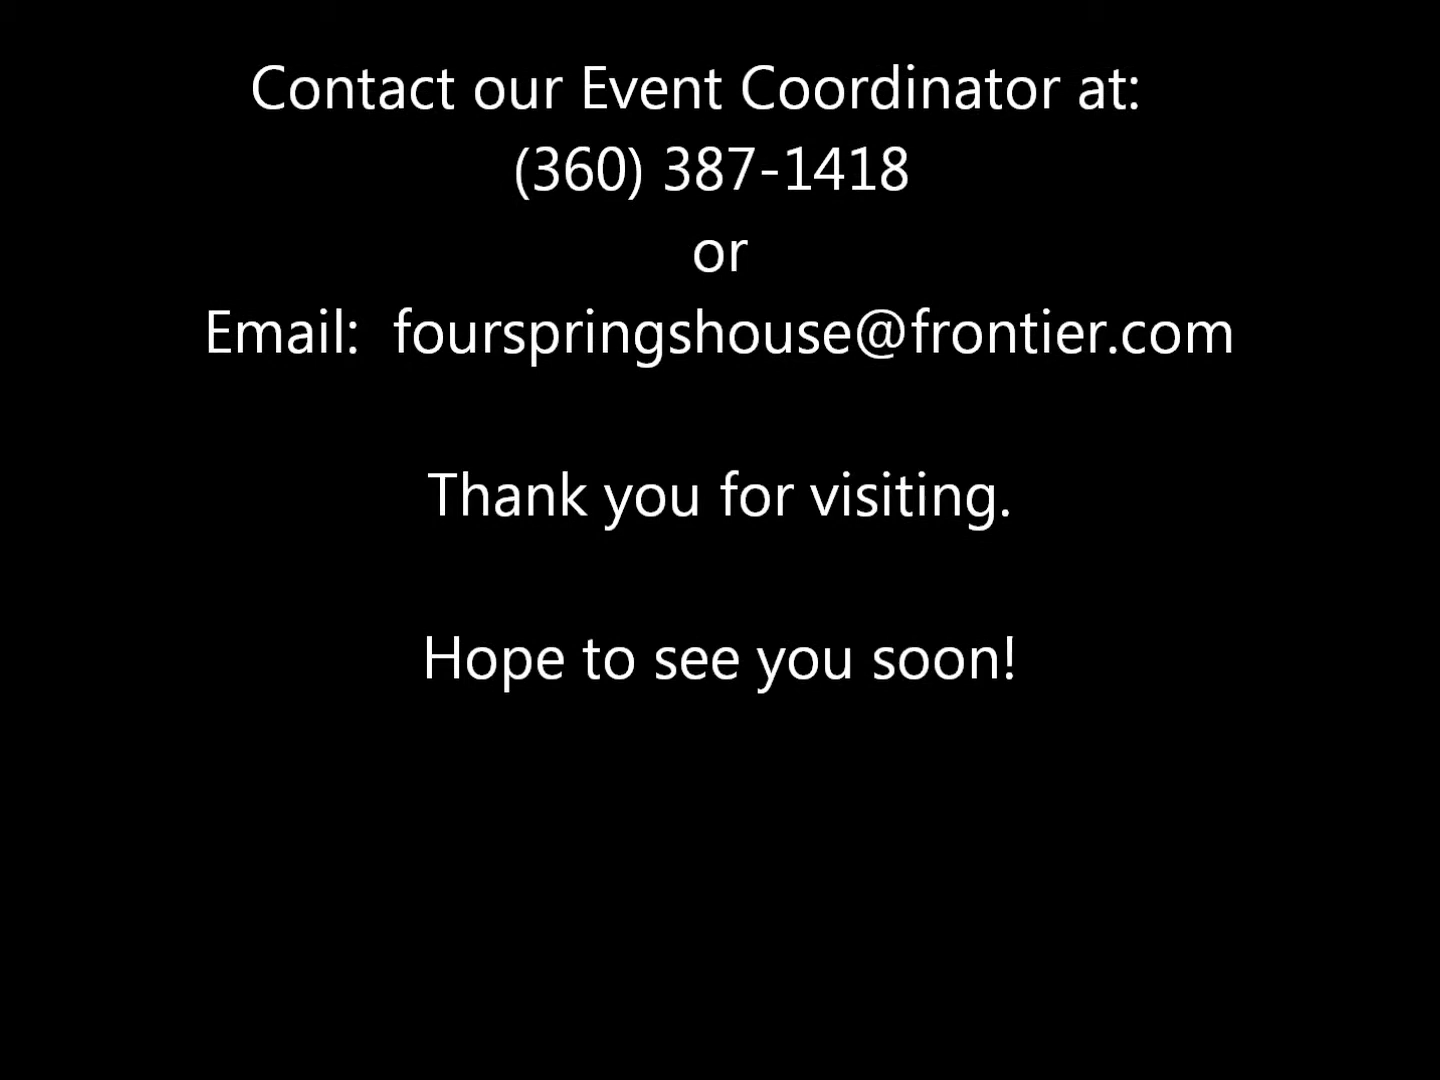 Contact our Event Coordinator at:
(360) 387-1418
or
Email:  fourspringshouse@frontier.com
Thank you for visiting.
Hope to see you soon!